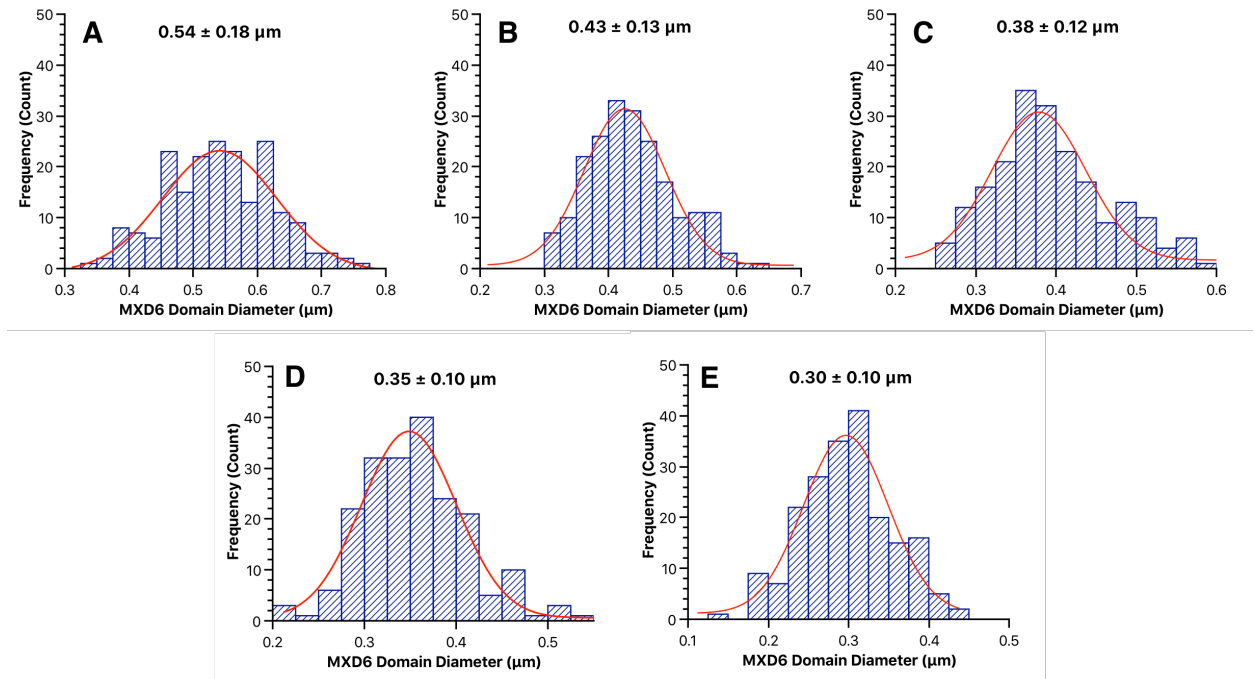 A
0.54 ± 0.18 µm
Frequency (Count)
50
40
30
20
10
0
0.3 0.4 0.5 0.6 0.7 0.8
MXD6 Domain Diameter (µm)
B
0.43 ± 0.13 µm
Frequency (Count)
50
40
30
20
10
0
0.2 0.3 0.4 0.5 0.6 0.7
MXD6 Domain Diameter (µm)
C
0.38 ± 0.12 µm
Frequency (Count)
50
40
30
20
10
0
0.2 0.3 0.4 0.5 0.6
MXD6 Domain Diameter (µm)
D
0.35 ± 0.10 µm
Frequency (Count)
50
40
30
20
10
0
0.2 0.3 0.4 0.5
MXD6 Domain Diameter (µm)
E
0.30 ± 0.10 µm
Frequency (Count)
50
40
30
20
10
0
0.1 0.2 0.3 0.4 0.5
MXD6 Domain Diameter (µm)